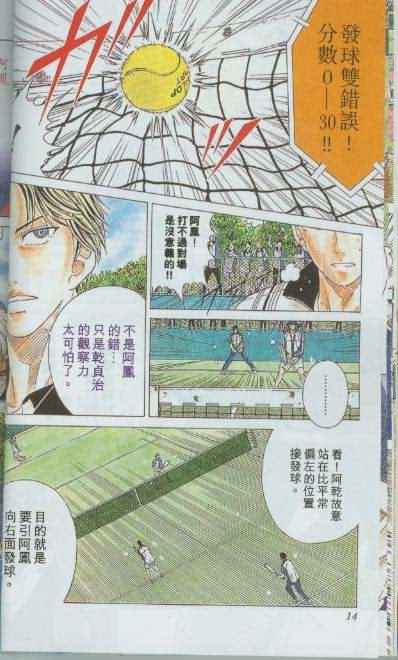 發球雙錯誤！
分數0—30!!
阿鳳！
打不過對場
是沒意義的!!
不是阿鳳
的錯…
只是乾貞治
的觀察力
太可怕了。
…………
看！阿乾故意
站在比平常
偏左的位置
接發球。
目的就是
要引阿鳳
向右面發球。
14